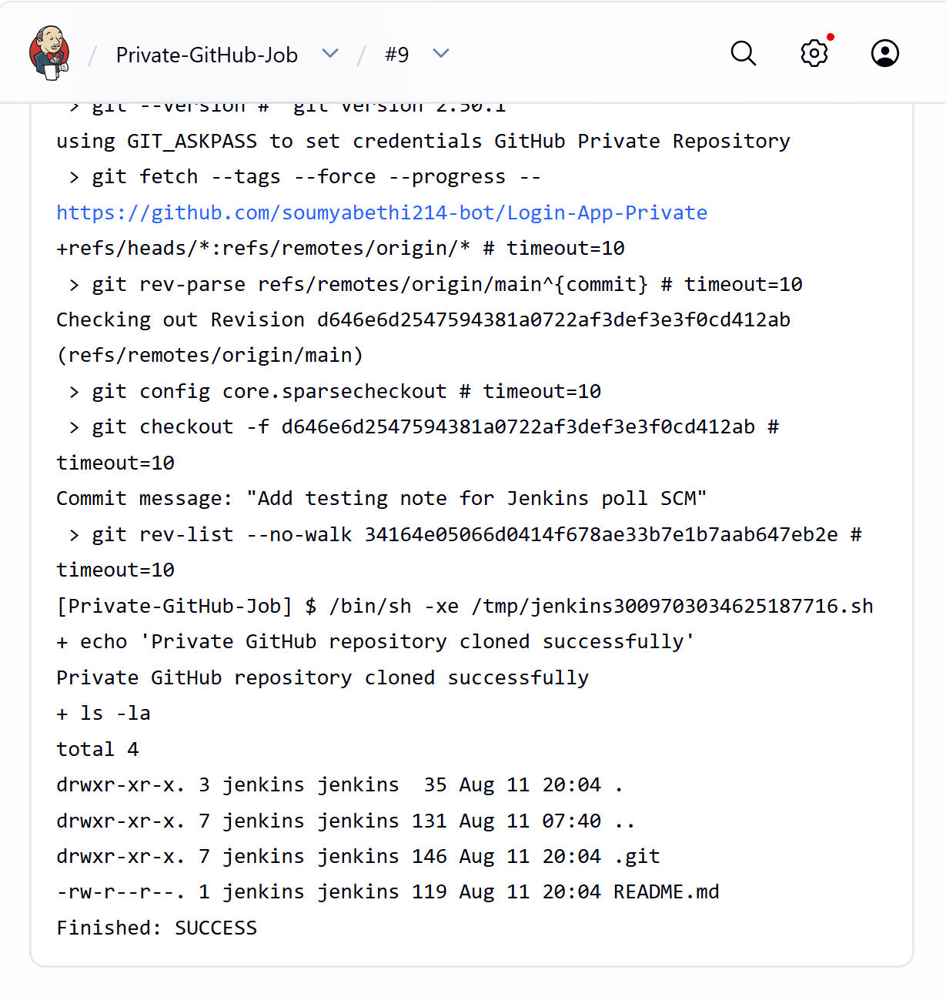 Private-GitHub-Job
#9
> git --version # 'git version 2.50.1'
using GIT_ASKPASS to set credentials GitHub Private Repository
> git fetch --tags --force --progress --
https://github.com/soumyabethi214-bot/Login-App-Private
+refs/heads/*:refs/remotes/origin/* # timeout=10
> git rev-parse refs/remotes/origin/main^{commit} # timeout=10
Checking out Revision d646e6d2547594381a0722af3def3e3f0cd412ab
(refs/remotes/origin/main)
> git config core.sparsecheckout # timeout=10
> git checkout -f d646e6d2547594381a0722af3def3e3f0cd412ab #
timeout=10
Commit message: "Add testing note for Jenkins poll SCM"
> git rev-list --no-walk 34164e05066d0414f678ae33b7e1b7aab647eb2e #
timeout=10
[Private-GitHub-Job] $ /bin/sh -xe /tmp/jenkins3009703034625187716.sh
+ echo 'Private GitHub repository cloned successfully'
Private GitHub repository cloned successfully
+ ls -la
total 4
drwxr-xr-x. 3 jenkins jenkins  35 Aug 11 20:04 .
drwxr-xr-x. 7 jenkins jenkins 131 Aug 11 07:40 ..
drwxr-xr-x. 7 jenkins jenkins 146 Aug 11 20:04 .git
-rw-r--r--. 1 jenkins jenkins 119 Aug 11 20:04 README.md
Finished: SUCCESS